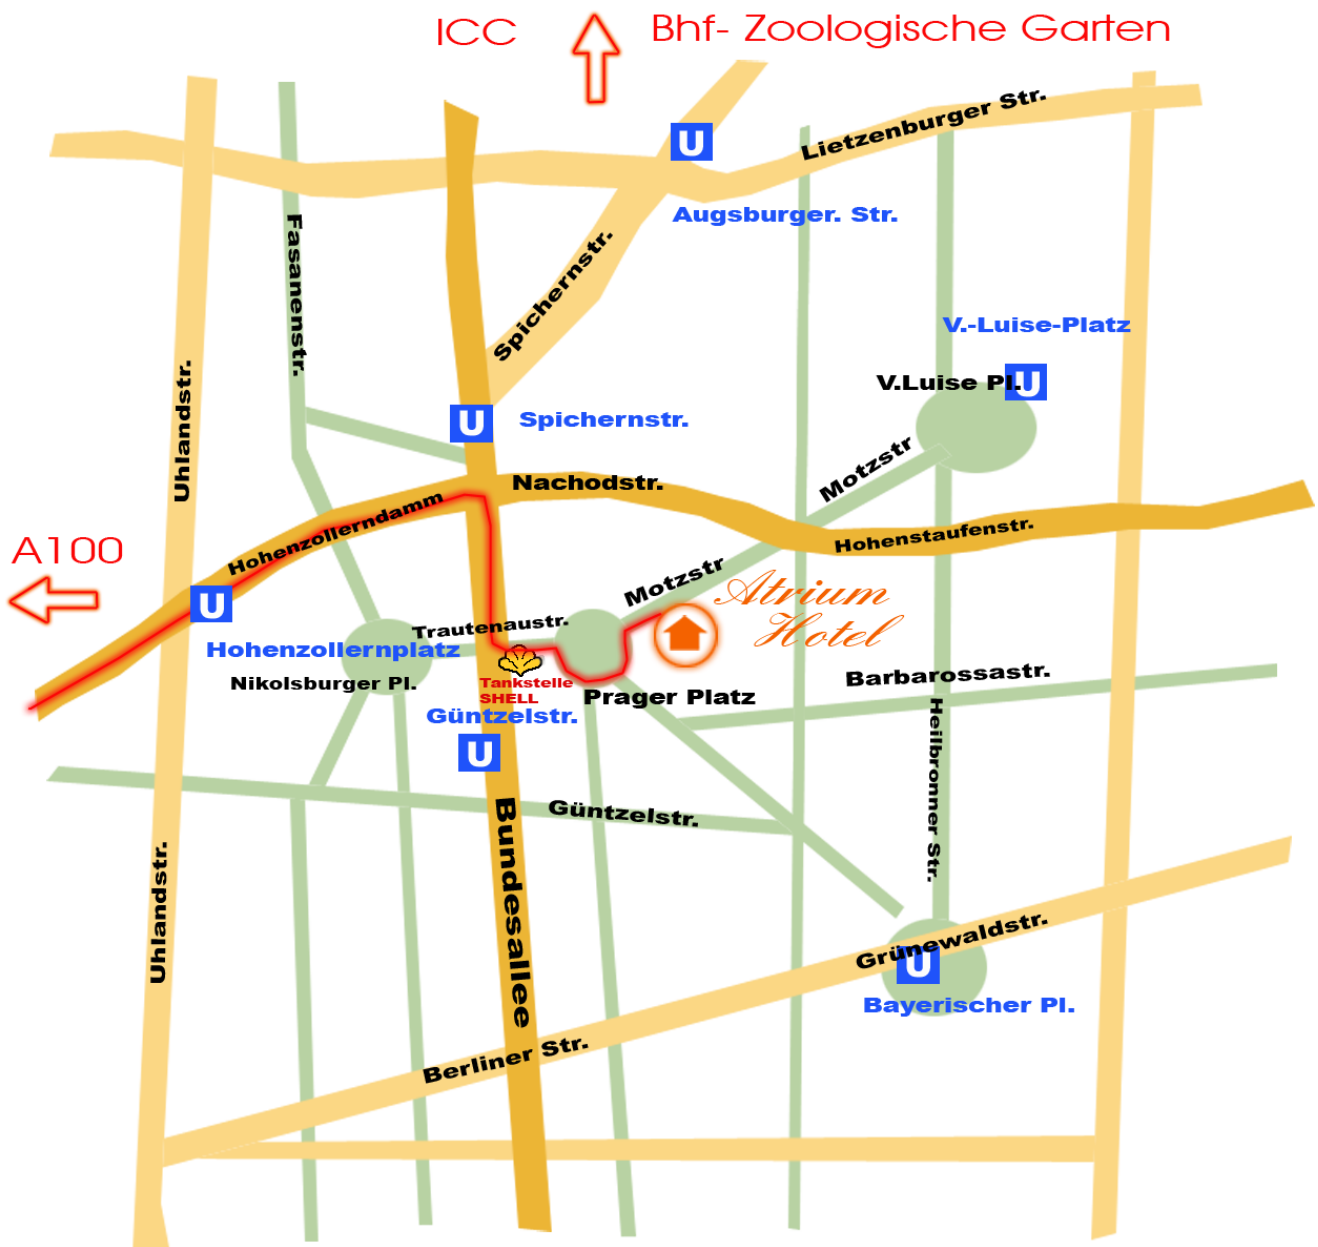 ICC
Bhf- Zoologische Garten
U
Lietzenburger Str.
Augsburger. Str.
Fasanenstr.
Spichernstr.
V.-Luise-Platz
V.Luise Pl.
U
Uhlandstr.
U
Spichernstr.
Motzstr
Nachodstr.
Hohenzollerndamm
Hohenstaufenstr.
A100
U
Motzstr
Atrium
Hotel
Trautenaustr.
Hohenzollernplatz
Nikolsburger Pl.
Tankstelle
SHELL
Prager Platz
Barbarossastr.
Güntzelstr.
U
Heilbronner Str.
Güntzelstr.
Bundesallee
Uhlandstr.
Grünewaldstr.
U
Bayerischer Pl.
Berliner Str.